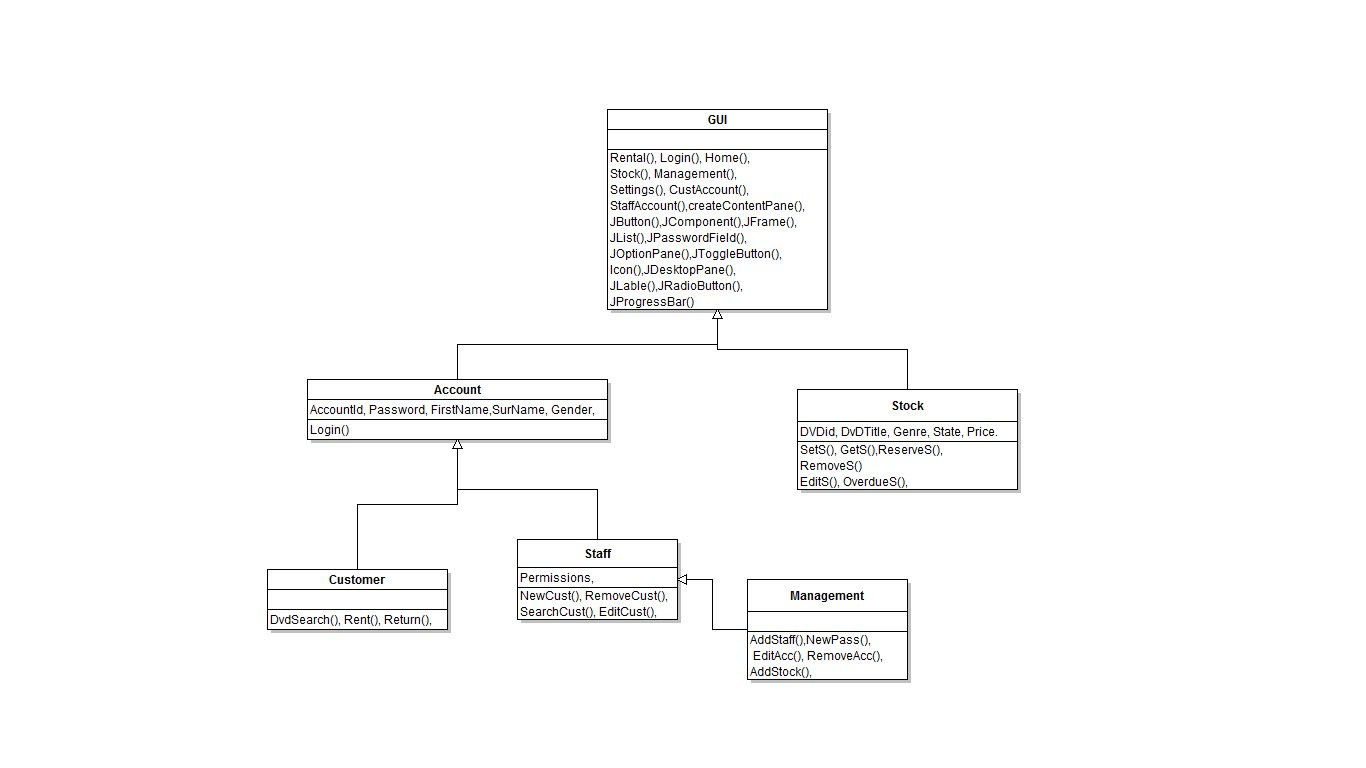 GUI
Rental(), Login(), Home(),
Stock(), Management(),
Settings(), CustAccount(),
StaffAccount(),createContentPane(),
JButton(),JComponent(),JFrame(),
JList(),JPasswordField(),
JOptionPane(),JToggleButton(),
Icon(),JDesktopPane(),
JLable(),JRadioButton(),
JProgressBar()
Account
AccountId, Password, FirstName,SurName, Gender,
Login()
Stock
DVDid, DvDTitle, Genre, State, Price.
SetS(), GetS(),ReserveS(),
RemoveS()
EditS(), OverdueS(),
Customer
DvdSearch(), Rent(), Return(),
Staff
Permissions,
NewCust(), RemoveCust(),
SearchCust(), EditCust(),
Management
AddStaff(),NewPass(),
EditAcc(), RemoveAcc(),
AddStock(),